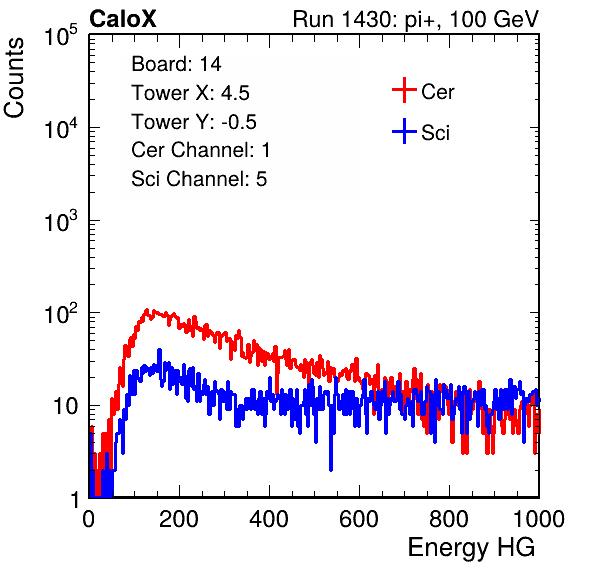 CaloX Run 1430: pi+, 100 GeV
Board: 14
Tower X: 4.5
Tower Y: -0.5
Cer Channel: 1
Sci Channel: 5
Cer
Sci
Counts
10^5
10^4
10^3
10^2
10
1
0 200 400 600 800 1000
Energy HG